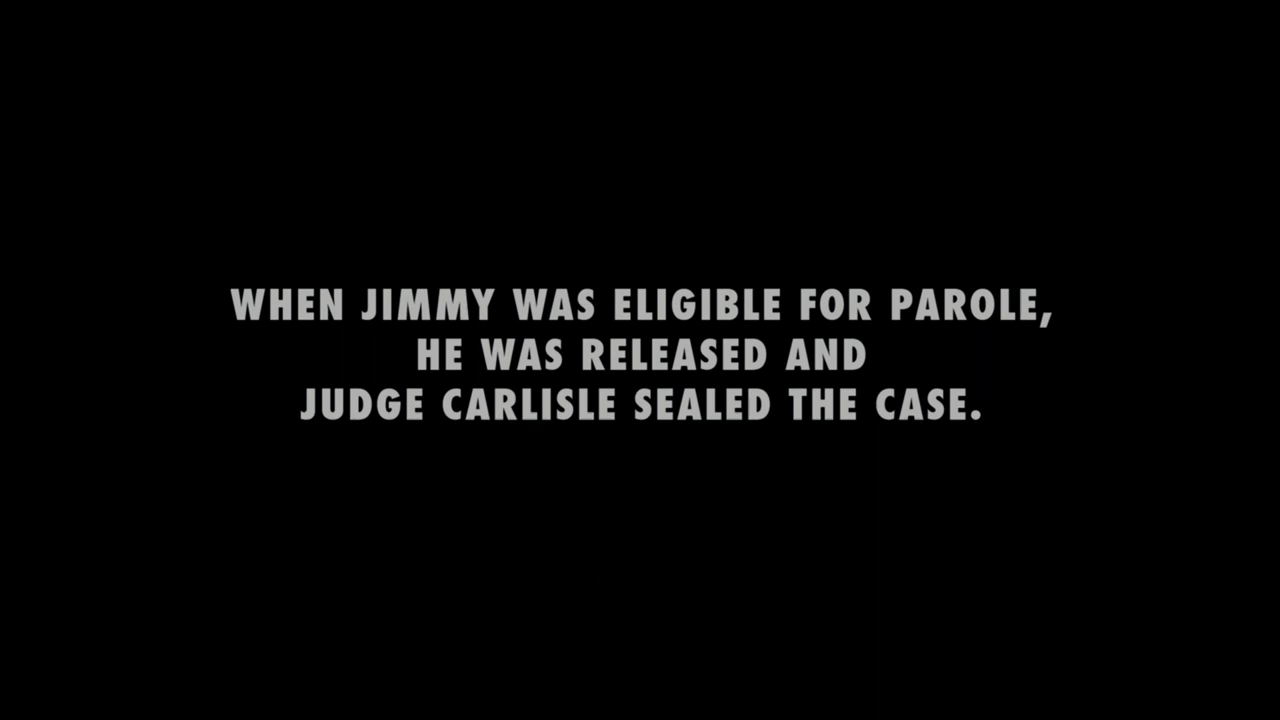 WHEN JIMMY WAS ELIGIBLE FOR PAROLE,
HE WAS RELEASED AND
JUDGE CARLISLE SEALED THE CASE.